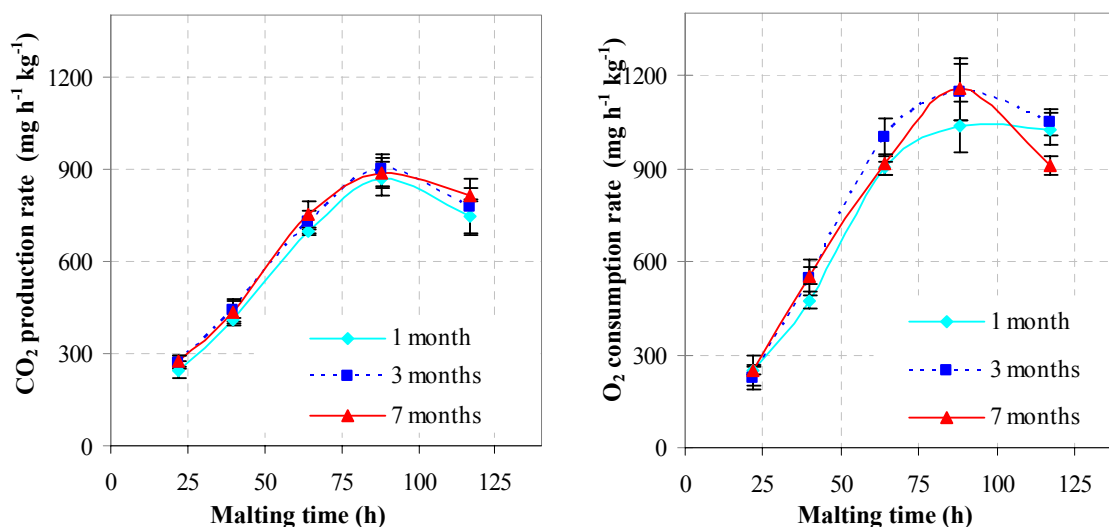 CO₂ production rate (mg h⁻¹ kg⁻¹)
1200
900
600
300
0
0 25 50 75 100 125
Malting time (h)
1 month
3 months
7 months
O₂ consumption rate (mg h⁻¹ kg⁻¹)
1200
900
600
300
0
0 25 50 75 100 125
Malting time (h)
1 month
3 months
7 months